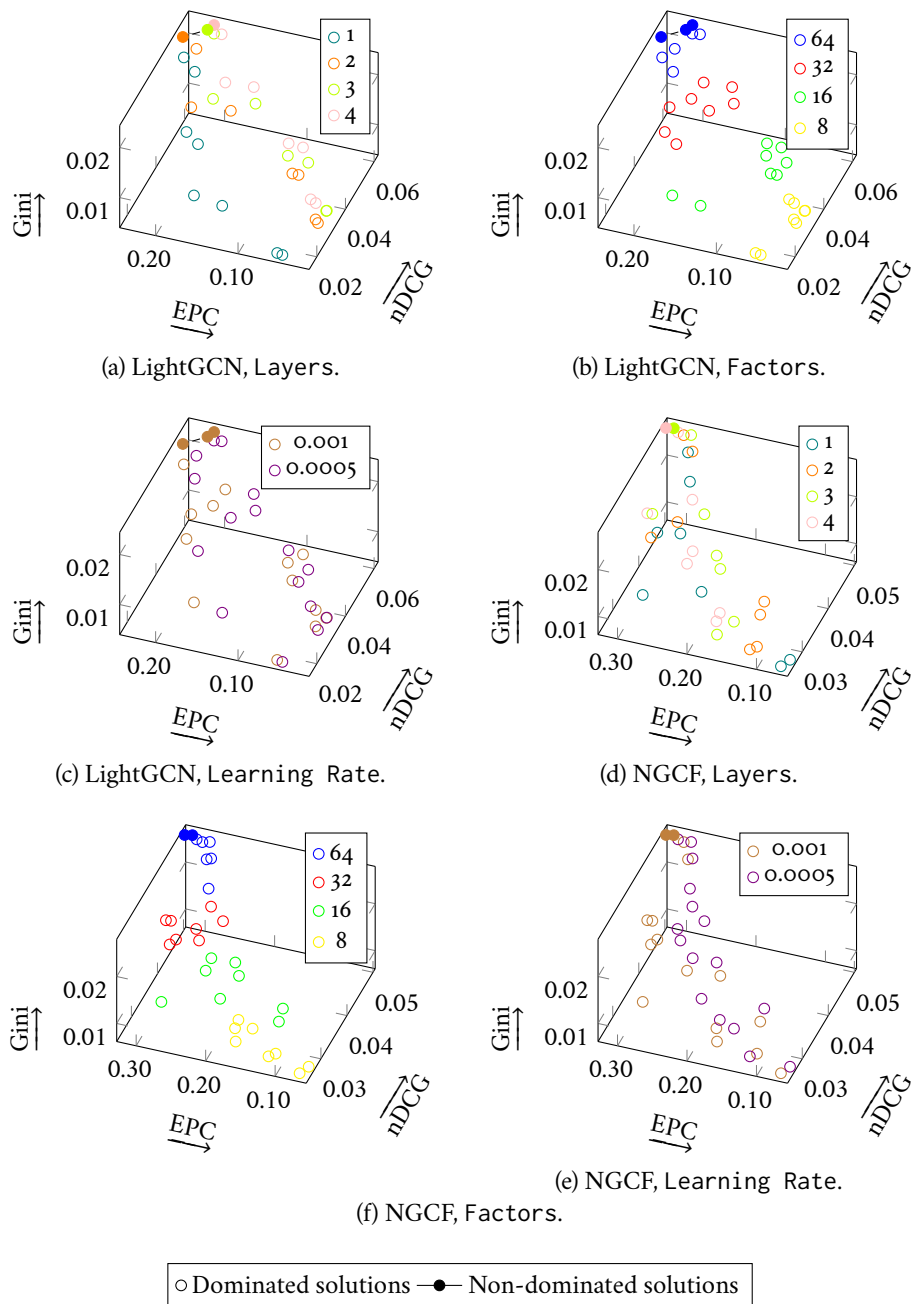 1
2
3
4
0.02
0.01
Gini
0.20
0.10
EPC
0.06
0.04
0.02
nDCG
(a) LightGCN, Layers.
64
32
16
8
0.02
0.01
Gini
0.20
0.10
EPC
0.06
0.04
0.02
nDCG
(b) LightGCN, Factors.
0.001
0.0005
0.02
0.01
Gini
0.20
0.10
EPC
0.06
0.04
0.02
nDCG
(c) LightGCN, Learning Rate.
1
2
3
4
0.02
0.01
Gini
0.30
0.20
0.10
EPC
0.05
0.04
0.03
nDCG
(d) NGCF, Layers.
64
32
16
8
0.02
0.01
Gini
0.30
0.20
0.10
EPC
0.05
0.04
0.03
nDCG
0.001
0.0005
0.02
0.01
Gini
0.30
0.20
0.10
EPC
0.05
0.04
0.03
nDCG
(e) NGCF, Learning Rate.
(f) NGCF, Factors.
Dominated solutions Non-dominated solutions